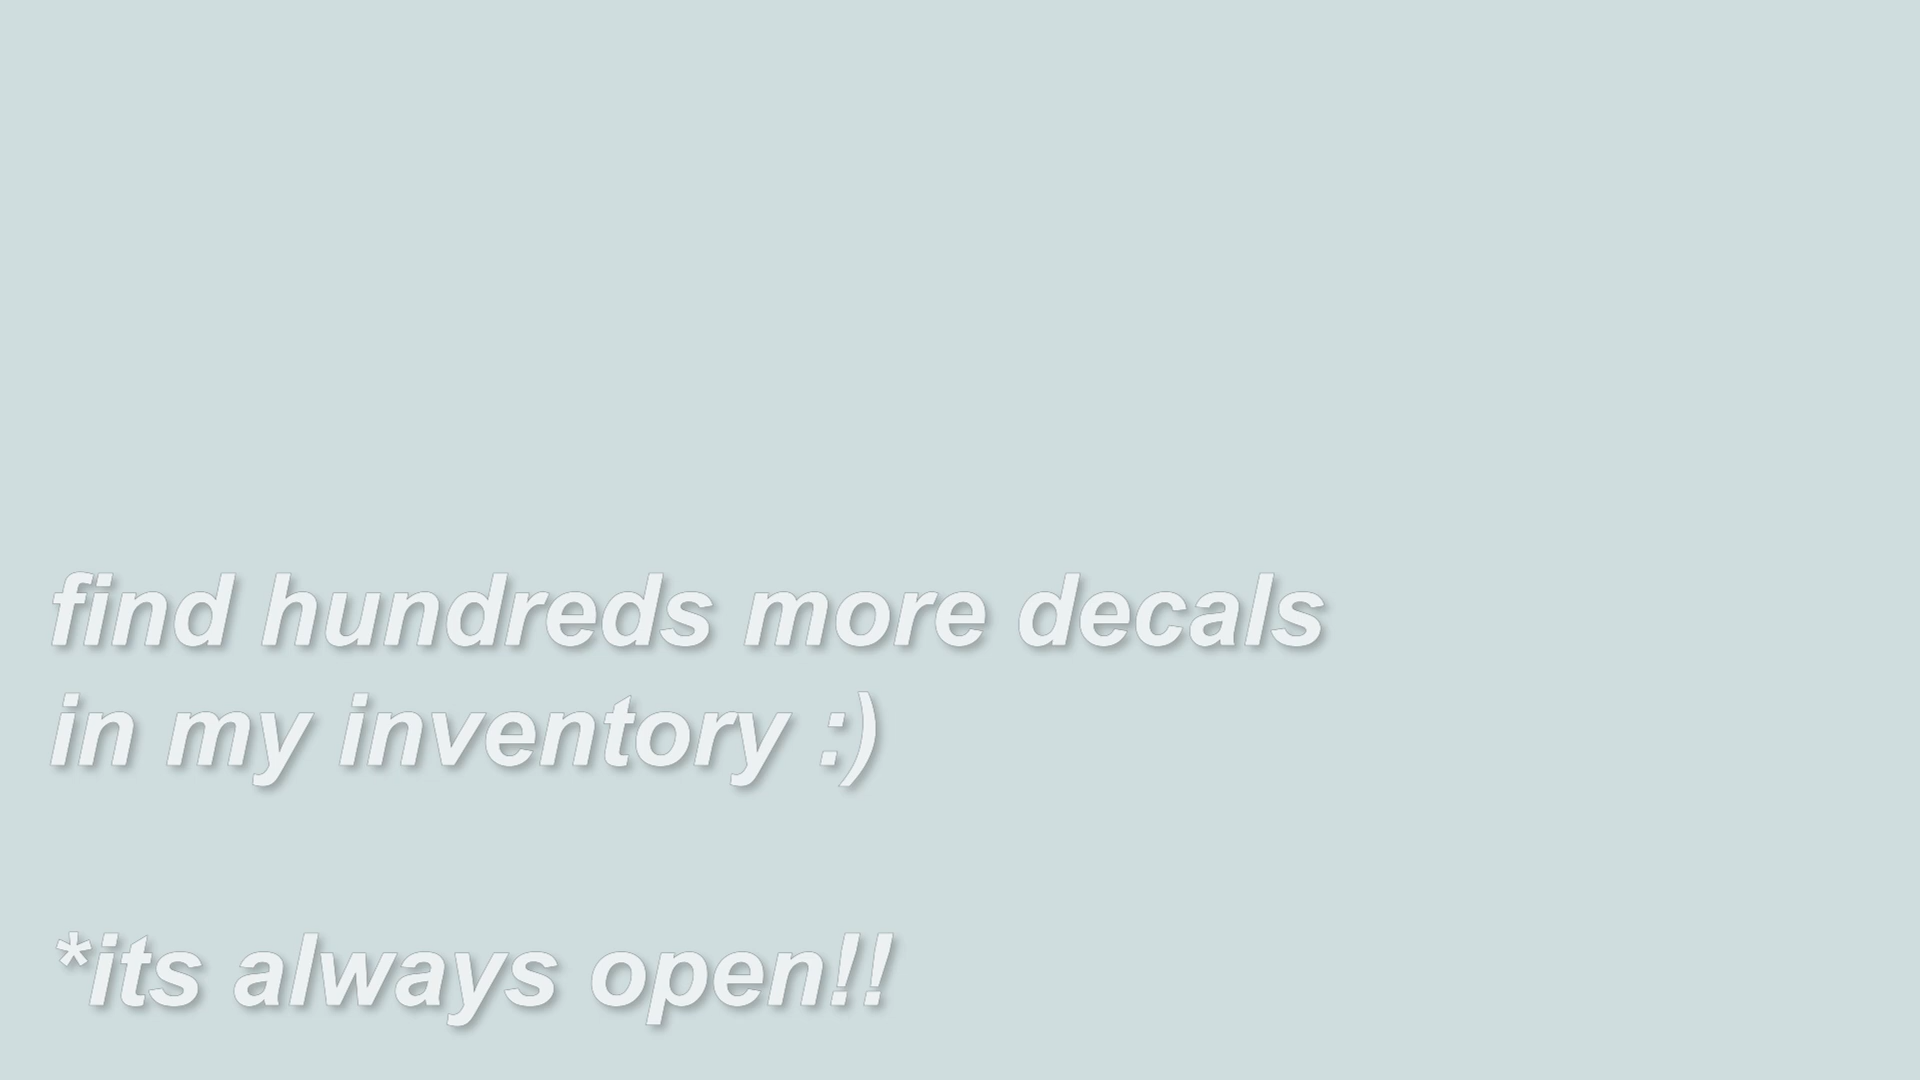 find hundreds more decals
in my inventory :)
*its always open!!